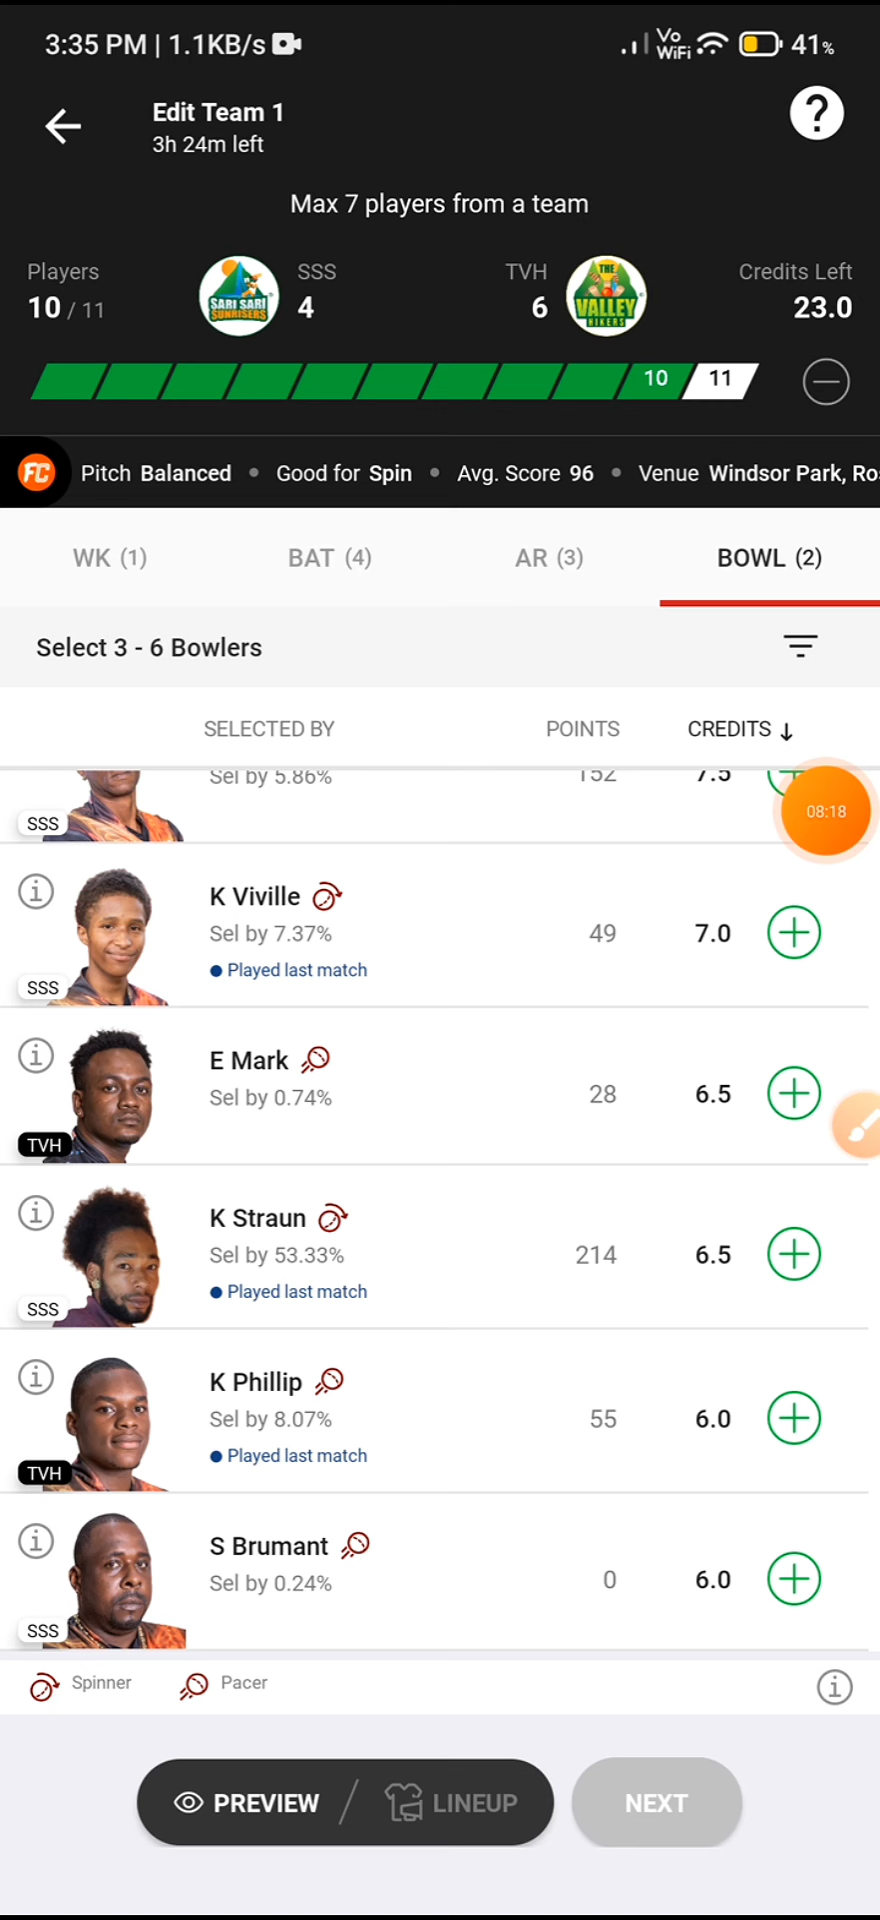 3:35 PM | 1.1KB/s Vo WiFi 41%
Edit Team 1
3h 24m left
?
Max 7 players from a team
Players SSS TVH Credits Left
10 / 11 4 6 23.0
SARI SARI SUNRISERS
THE VALLEY HIKERS
10 11
FC Pitch Balanced • Good for Spin • Avg. Score 96 • Venue Windsor Park, Ro
WK (1) BAT (4) AR (3) BOWL (2)
Select 3 - 6 Bowlers
SELECTED BY POINTS CREDITS ↓
Sel by 5.86% 152 7.5
SSS
08:18
K Viville
Sel by 7.37% 49 7.0
Played last match
SSS
E Mark
Sel by 0.74% 28 6.5
TVH
K Straun
Sel by 53.33% 214 6.5
Played last match
SSS
K Phillip
Sel by 8.07% 55 6.0
Played last match
TVH
S Brumant
Sel by 0.24% 0 6.0
SSS
Spinner Pacer
PREVIEW / LINEUP NEXT